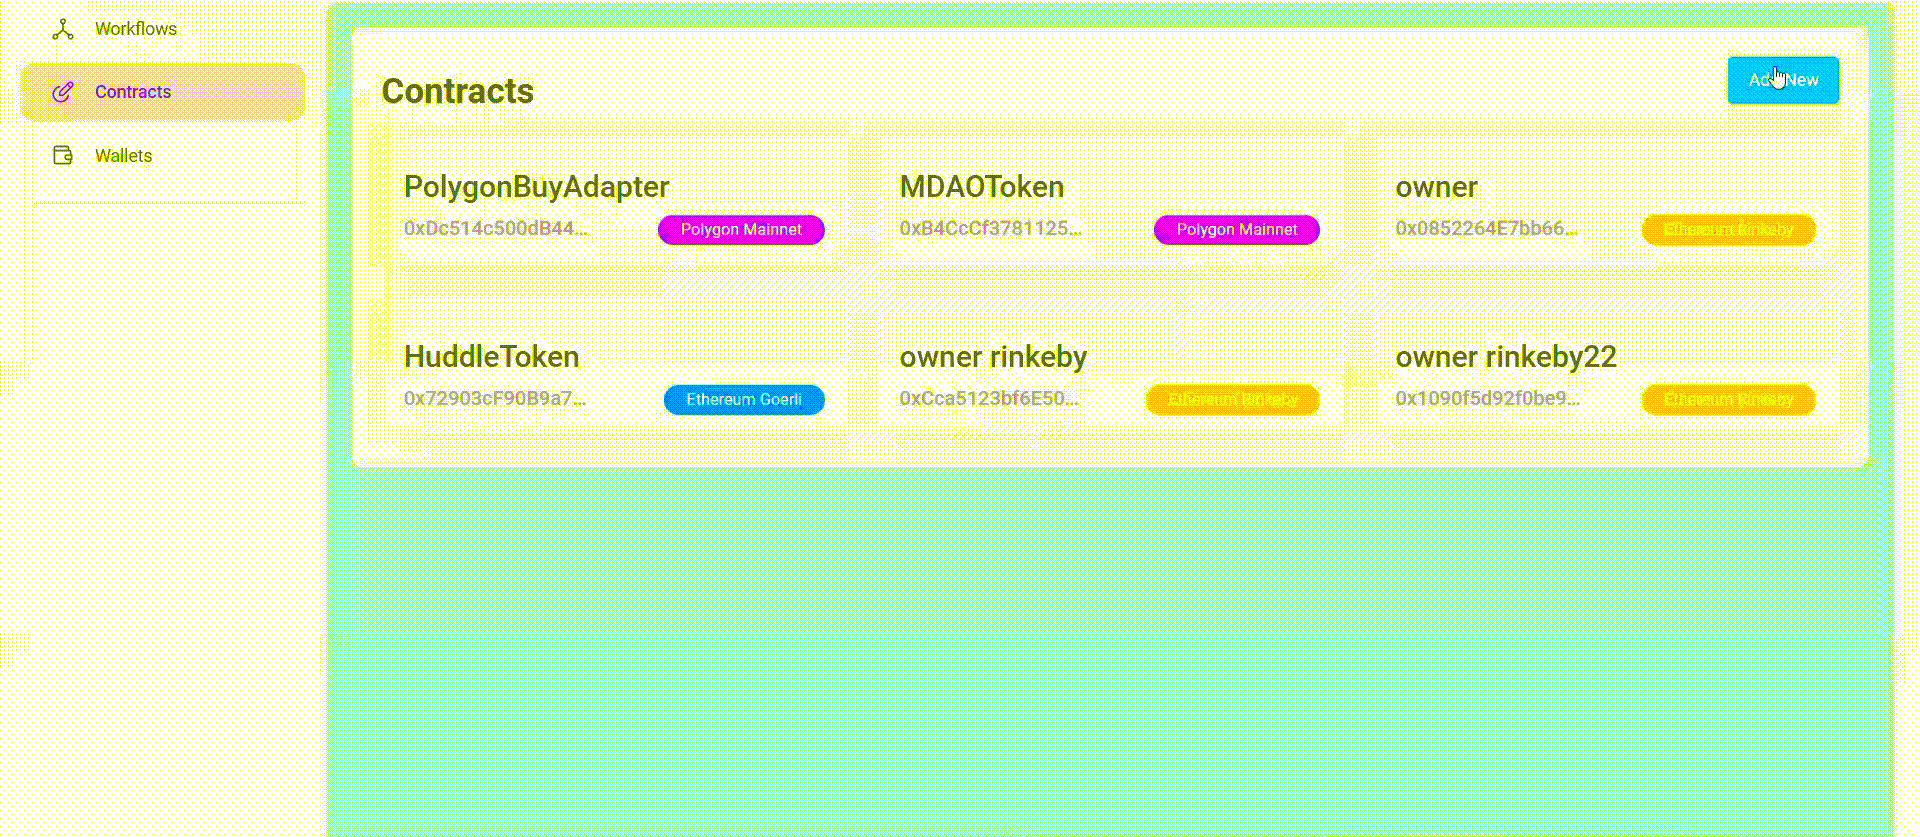 Workflows
Contracts
Wallets
Contracts
Add New
PolygonBuyAdapter
0xDc514c500dB44...
Polygon Mainnet
MDAOToken
0xB4CcCf3781125...
Polygon Mainnet
owner
0x0852264E7bb66...
Ethereum Rinkeby
HuddleToken
0x72903cF90B9a7...
Ethereum Goerli
owner rinkeby
0xCca5123bf6E50...
Ethereum Rinkeby
owner rinkeby22
0x1090f5d92f0be9...
Ethereum Rinkeby